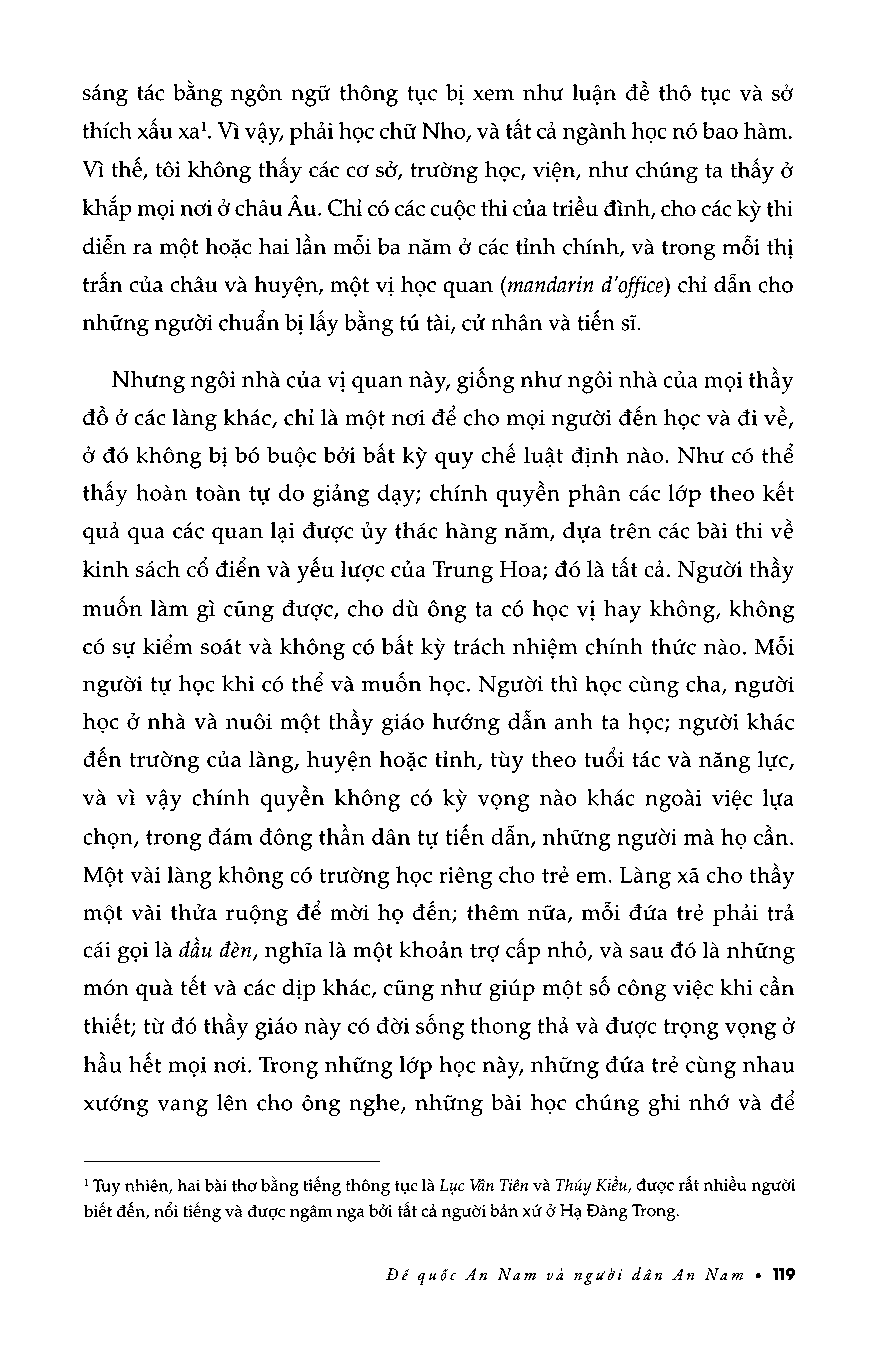 sáng tác bằng ngôn ngữ thông tục bị xem như luận đề thô tục và sở
thích xấu xa¹. Vì vậy, phải học chữ Nho, và tất cả ngành học nó bao hàm.
Vì thế, tôi không thấy các cơ sở, trường học, viện, như chúng ta thấy ở
khắp mọi nơi ở châu Âu. Chỉ có các cuộc thi của triều đình, cho các kỳ thi
diễn ra một hoặc hai lần mỗi ba năm ở các tỉnh chính, và trong mỗi thị
trấn của châu và huyện, một vị học quan (mandarin d'office) chỉ dẫn cho
những người chuẩn bị lấy bằng tú tài, cử nhân và tiến sĩ.
Nhưng ngôi nhà của vị quan này, giống như ngôi nhà của mọi thầy
đồ ở các làng khác, chỉ là một nơi để cho mọi người đến học và đi về,
ở đó không bị bó buộc bởi bất kỳ quy chế luật định nào. Như có thể
thấy hoàn toàn tự do giảng dạy; chính quyền phân các lớp theo kết
quả qua các quan lại được ủy thác hàng năm, dựa trên các bài thi về
kinh sách cổ điển và yếu lược của Trung Hoa; đó là tất cả. Người thầy
muốn làm gì cũng được, cho dù ông ta có học vị hay không, không
có sự kiểm soát và không có bất kỳ trách nhiệm chính thức nào. Mỗi
người tự học khi có thể và muốn học. Người thì học cùng cha, người
học ở nhà và nuôi một thầy giáo hướng dẫn anh ta học; người khác
đến trường của làng, huyện hoặc tỉnh, tùy theo tuổi tác và năng lực,
và vì vậy chính quyền không có kỳ vọng nào khác ngoài việc lựa
chọn, trong đám đông thần dân tự tiến dẫn, những người mà họ cần.
Một vài làng không có trường học riêng cho trẻ em. Làng xã cho thầy
một vài thửa ruộng để mời họ đến; thêm nữa, mỗi đứa trẻ phải trả
cái gọi là dầu đèn, nghĩa là một khoản trợ cấp nhỏ, và sau đó là những
món quà tết và các dịp khác, cũng như giúp một số công việc khi cần
thiết; từ đó thầy giáo này có đời sống thong thả và được trọng vọng ở
hầu hết mọi nơi. Trong những lớp học này, những đứa trẻ cùng nhau
xướng vang lên cho ông nghe, những bài học chúng ghi nhớ và để
¹ Tuy nhiên, hai bài thơ bằng tiếng thông tục là Lục Vân Tiên và Thúy Kiều, được rất nhiều người
biết đến, nổi tiếng và được ngâm nga bởi tất cả người bản xứ ở Hạ Đàng Trong.
Đế quốc An Nam và người dân An Nam • 119